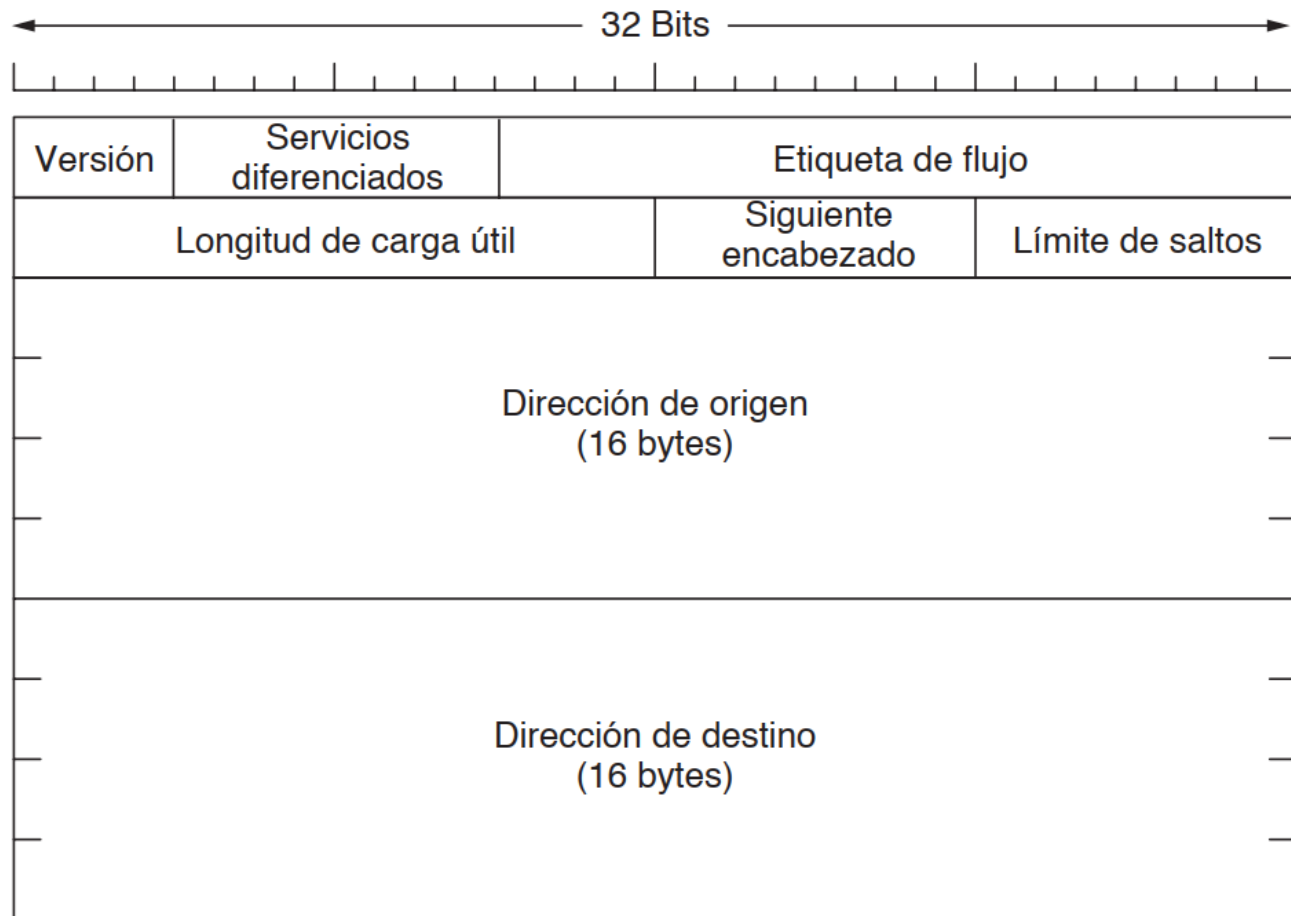 32 Bits
Versión
Servicios
diferenciados
Etiqueta de flujo
Longitud de carga útil
Siguiente
encabezado
Límite de saltos
Dirección de origen
(16 bytes)
Dirección de destino
(16 bytes)